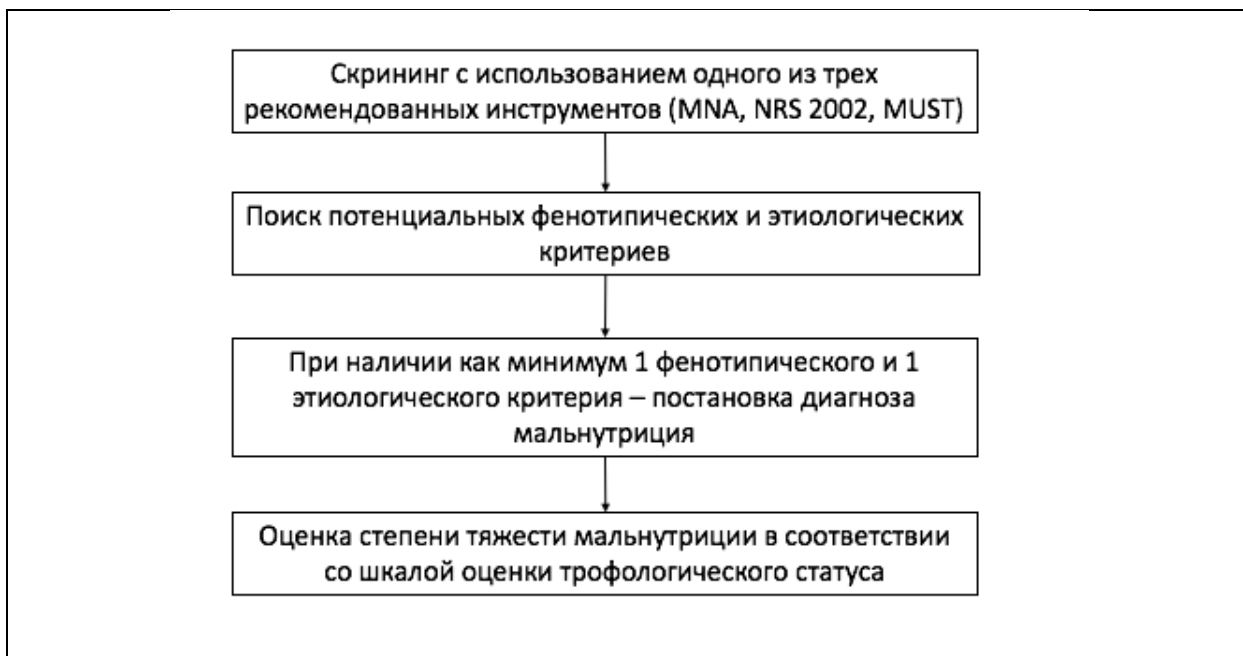 Скрининг с использованием одного из трех
рекомендованных инструментов (MNA, NRS 2002, MUST)
Поиск потенциальных фенотипических и этиологических
критериев
При наличии как минимум 1 фенотипического и 1
этиологического критерия – постановка диагноза
мальнутриция
Оценка степени тяжести мальнутриции в соответствии
со шкалой оценки трофологического статуса